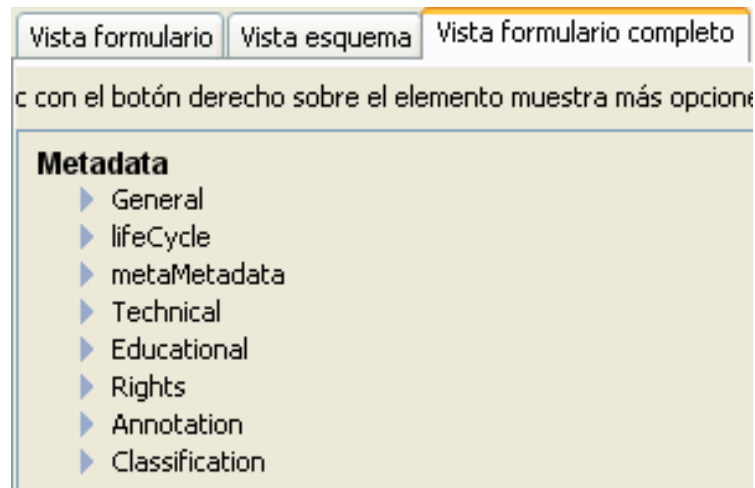 Vista formulario Vista esquema Vista formulario completo
c con el botón derecho sobre el elemento muestra más opcione
Metadata
General
lifeCycle
metaMetadata
Technical
Educational
Rights
Annotation
Classification